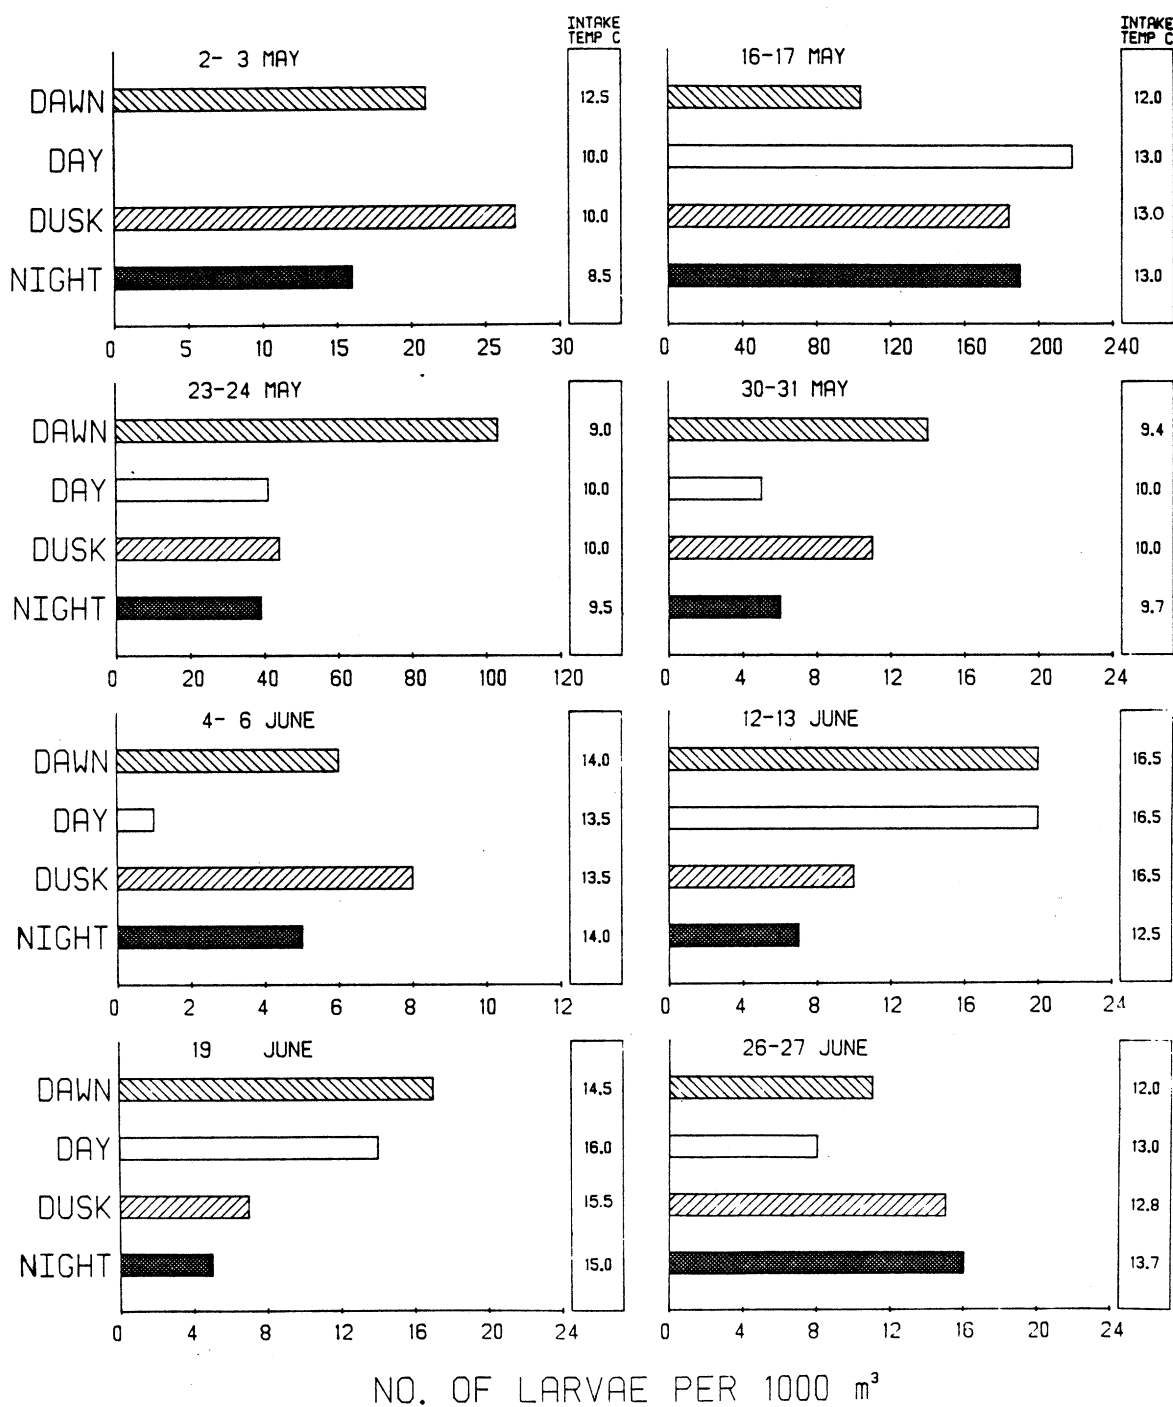 INTAKE
TEMP C
INTAKE
TEMP C
2- 3 MAY
16-17 MAY
DAWN 12.5 12.0
DAY 10.0 13.0
DUSK 10.0 13.0
NIGHT 8.5 13.0
0 5 10 15 20 25 30
0 40 80 120 160 200 240
23-24 MAY
30-31 MAY
DAWN 9.0 9.4
DAY 10.0 10.0
DUSK 10.0 10.0
NIGHT 9.5 9.7
0 20 40 60 80 100 120
0 4 8 12 16 20 24
4- 6 JUNE
12-13 JUNE
DAWN 14.0 16.5
DAY 13.5 16.5
DUSK 13.5 16.5
NIGHT 14.0 12.5
0 2 4 6 8 10 12
0 4 8 12 16 20 24
19 JUNE
26-27 JUNE
DAWN 14.5 12.0
DAY 16.0 13.0
DUSK 15.5 12.8
NIGHT 15.0 13.7
0 4 8 12 16 20 24
0 4 8 12 16 20 24
NO. OF LARVAE PER 1000 m³